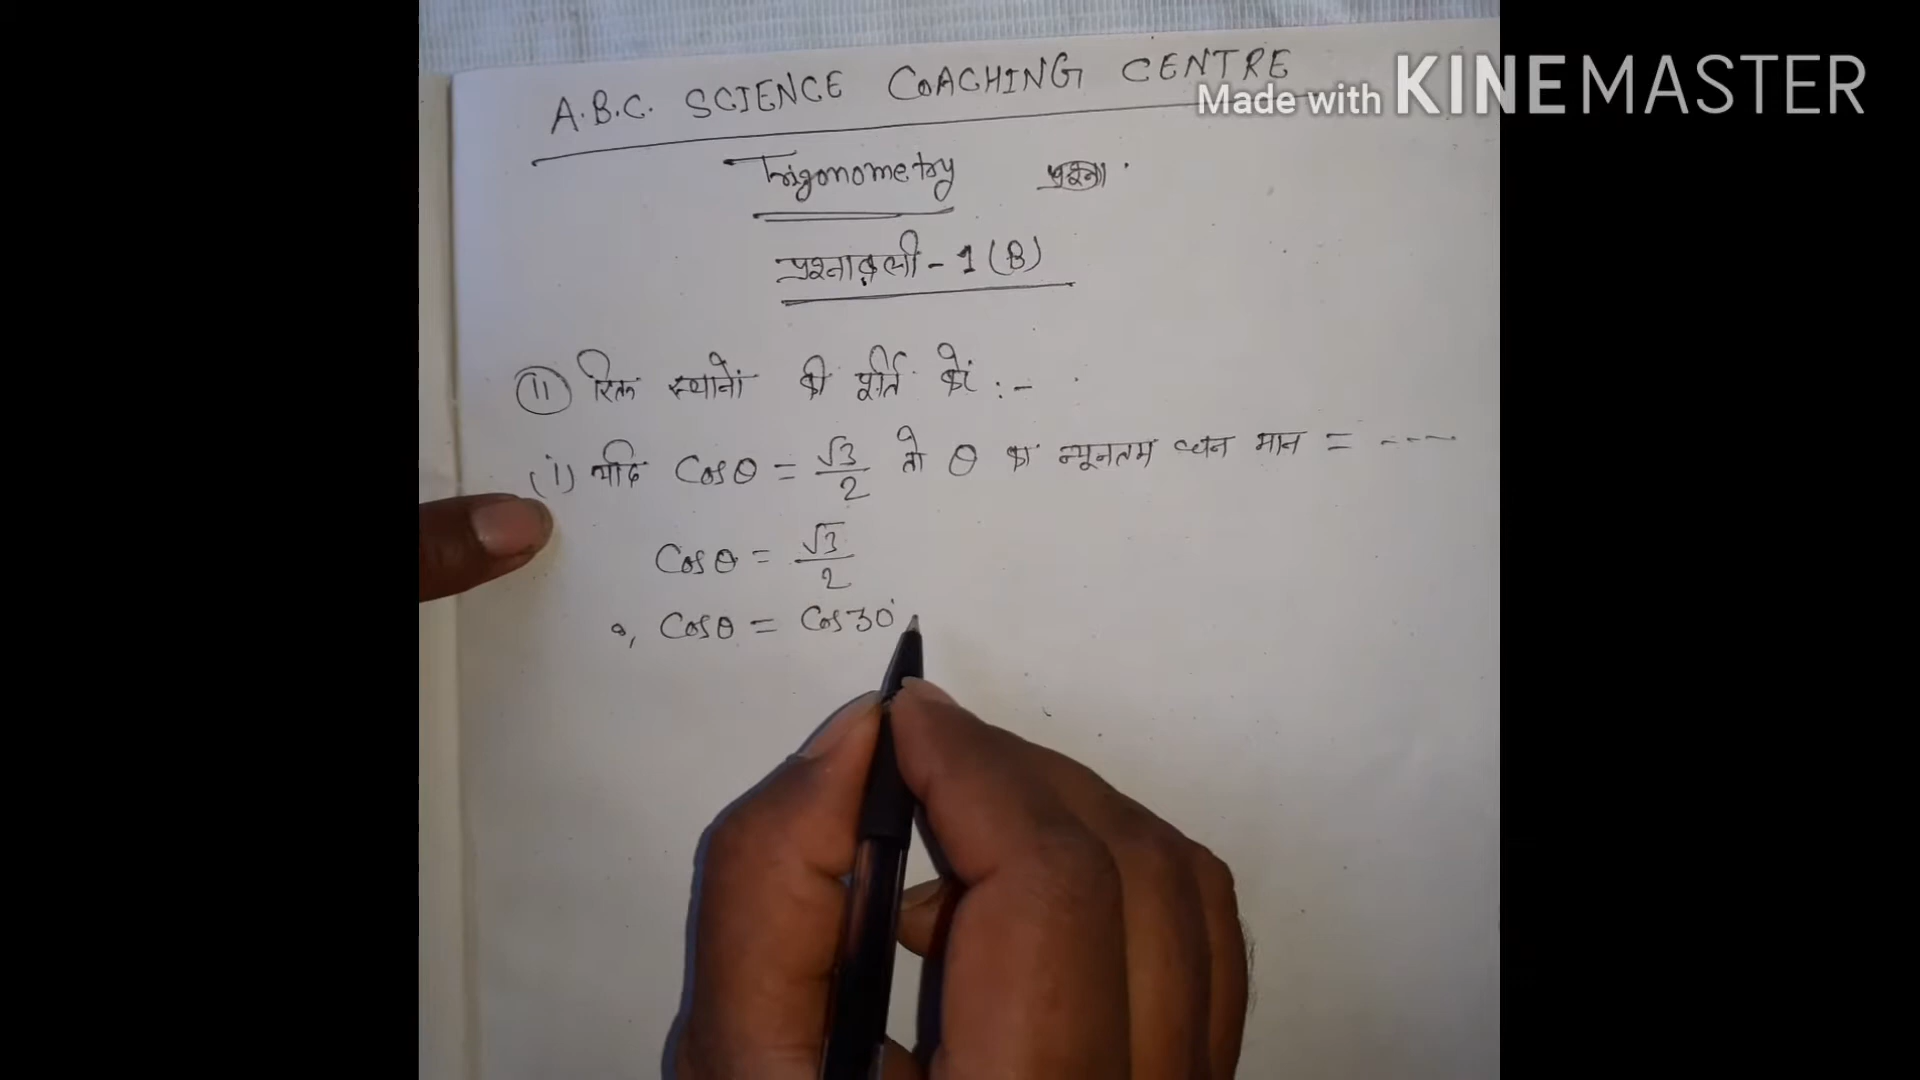 A.B.C. SCIENCE COACHING CENTRE
Made with KINEMASTER
Trigonometry
प्रश्नावली - 1 (B)
(II) रिक्त स्थानों की पूर्ति करें :-
(i) यदि Cosθ = √3/2 तो θ का न्यूनतम धन मान = ----
Cosθ = √3/2
Cosθ = Cos30°